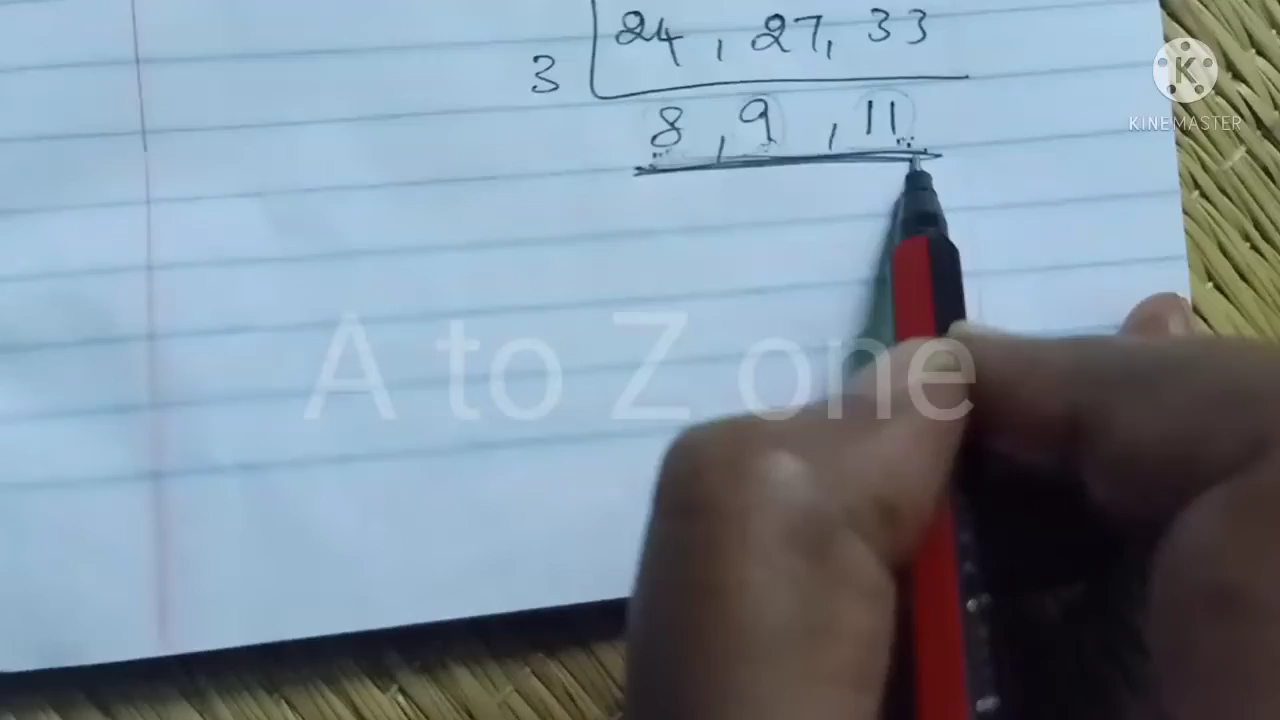 24, 27, 33
3
8, 9, 11
K
KINEMASTER
A to Z one